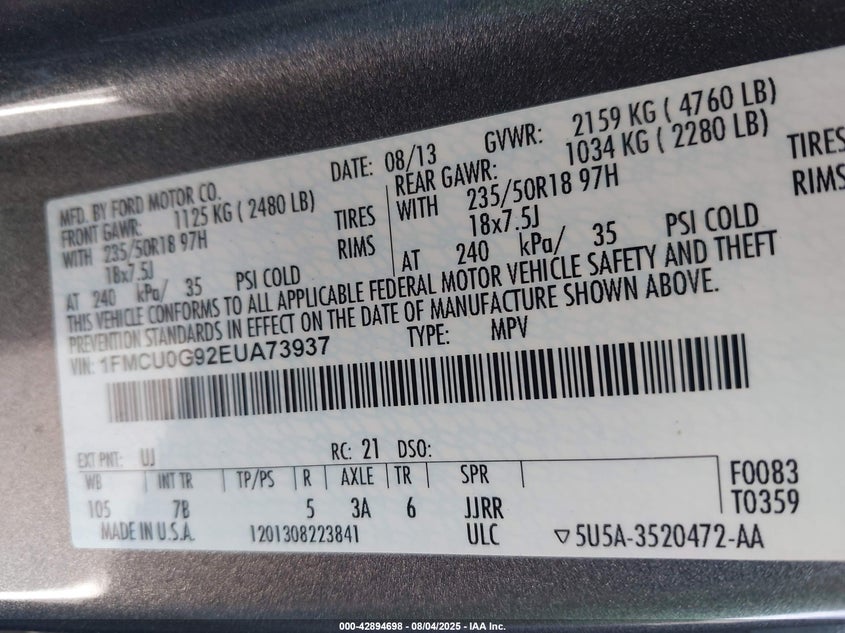 MFD. BY FORD MOTOR CO.
DATE: 08/13
GVWR: 2159 KG ( 4760 LB)
FRONT GAWR: 1125 KG ( 2480 LB)
REAR GAWR: 1034 KG ( 2280 LB)
WITH 235/50R18 97H TIRES
WITH 235/50R18 97H TIRES
18x7.5J RIMS
18x7.5J RIMS
AT 240 kPa/ 35 PSI COLD
AT 240 kPa/ 35 PSI COLD
THIS VEHICLE CONFORMS TO ALL APPLICABLE FEDERAL MOTOR VEHICLE SAFETY AND THEFT
PREVENTION STANDARDS IN EFFECT ON THE DATE OF MANUFACTURE SHOWN ABOVE.
VIN: 1FMCU0G92EUA73937 TYPE: MPV
EXT PNT: UJ RC: 21 DSO:
WB INT TR TP/PS R AXLE TR SPR F0083
105 7B 5 3A 6 JJRR T0359
MADE IN U.S.A. 1201308223841 ULC ▽5U5A-3520472-AA
000-42894698 - 08/04/2025 - IAA Inc.